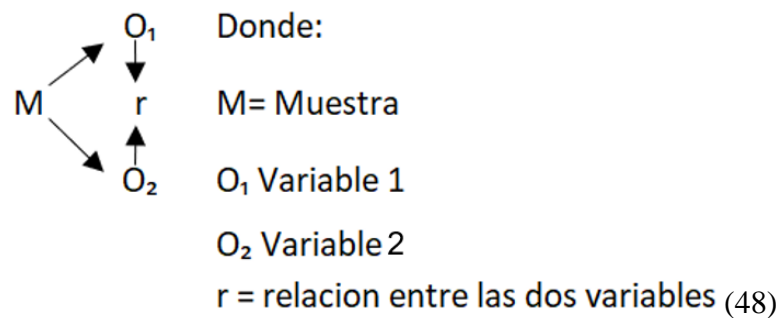 O₁ Donde:
M r M= Muestra
O₂ O₁ Variable 1
O₂ Variable 2
r = relacion entre las dos variables (48)